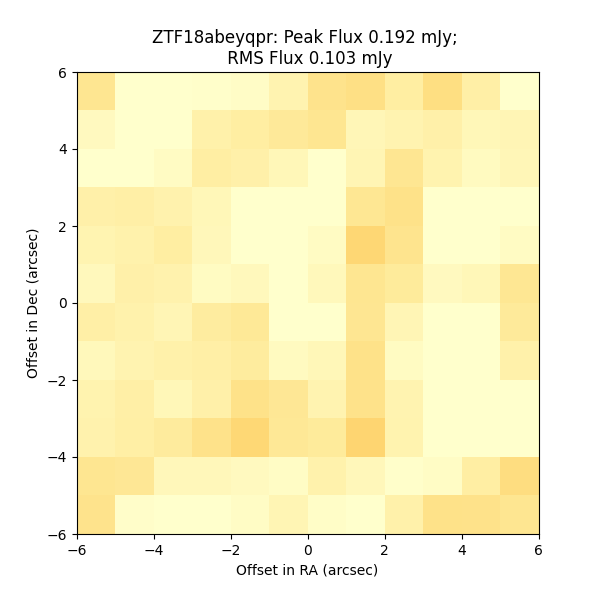 ZTF18abeyqpr: Peak Flux 0.192 mJy;
RMS Flux 0.103 mJy
6
4
2
0
−2
−4
−6
Offset in Dec (arcsec)
−6 −4 −2 0 2 4 6
Offset in RA (arcsec)